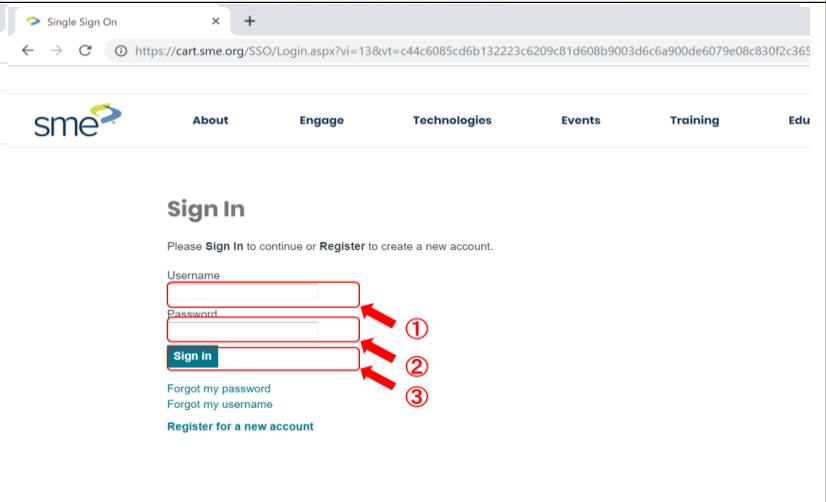 Single Sign On
https://cart.sme.org/SSO/Login.aspx?vi=13&vt=c44c6085cd6b132223c6209c81d608b9003d6c6a900de6079e08c830f2c365
sme
About Engage Technologies Events Training Edu
Sign In
Please Sign In to continue or Register to create a new account.
Username
①
Password
②
Sign in
③
Forgot my password
Forgot my username
Register for a new account